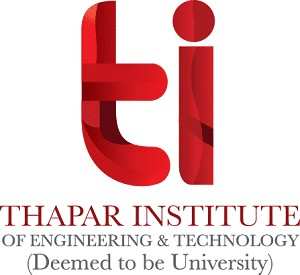 ti
THAPAR INSTITUTE
OF ENGINEERING & TECHNOLOGY
(Deemed to be University)